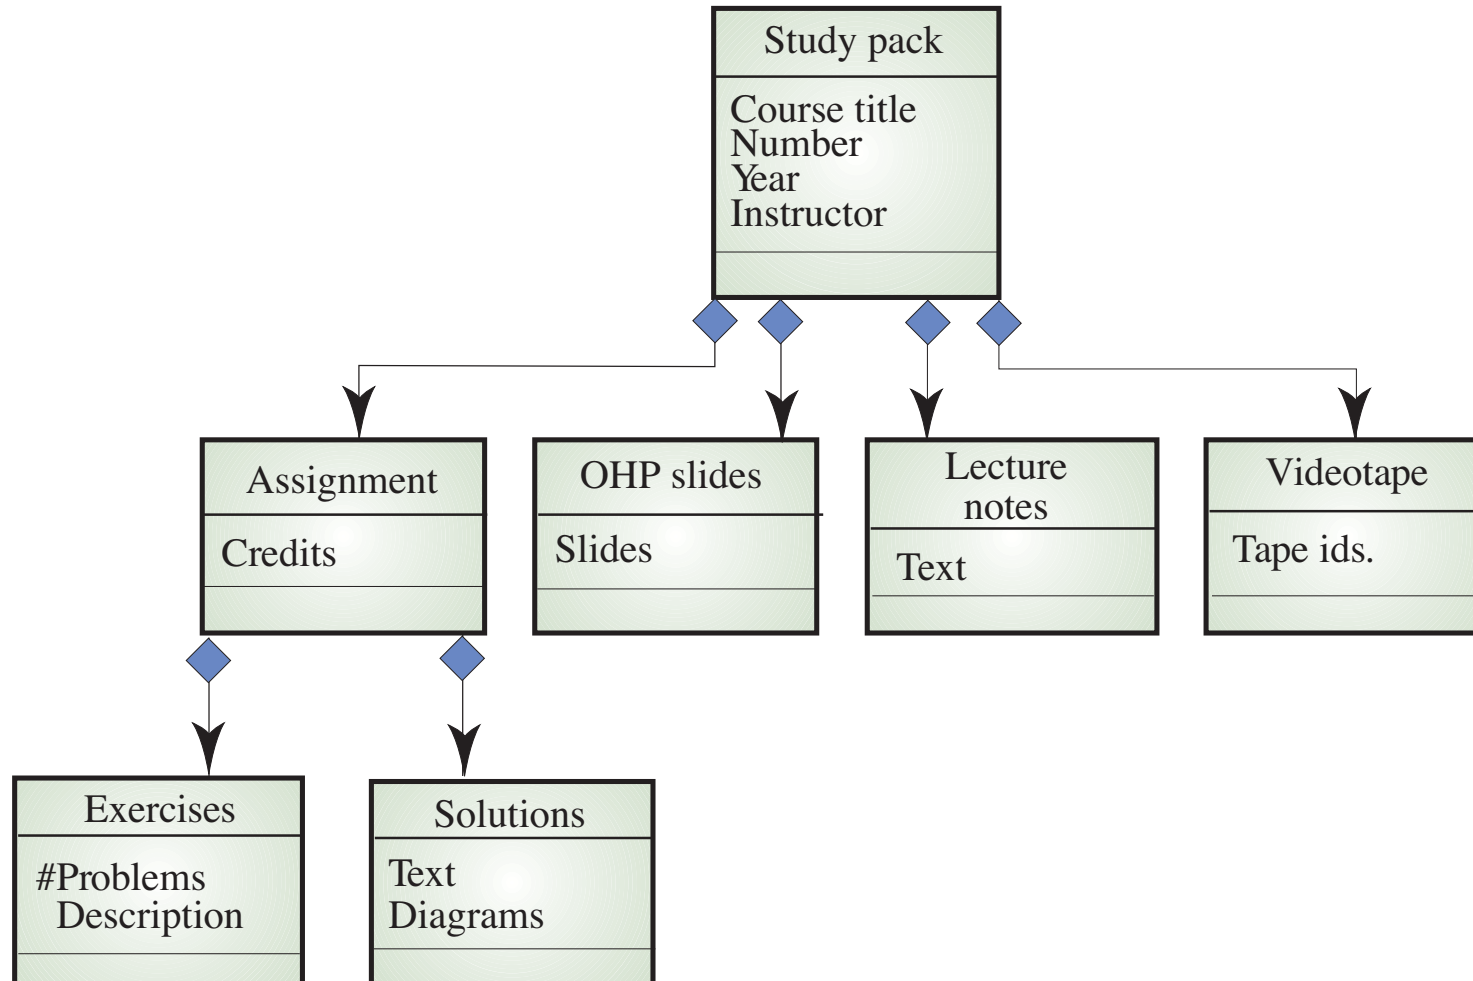 Study pack
Course title
Number
Year
Instructor
Assignment
Credits
OHP slides
Slides
Lecture
notes
Text
Videotape
Tape ids.
Exercises
#Problems
Description
Solutions
Text
Diagrams